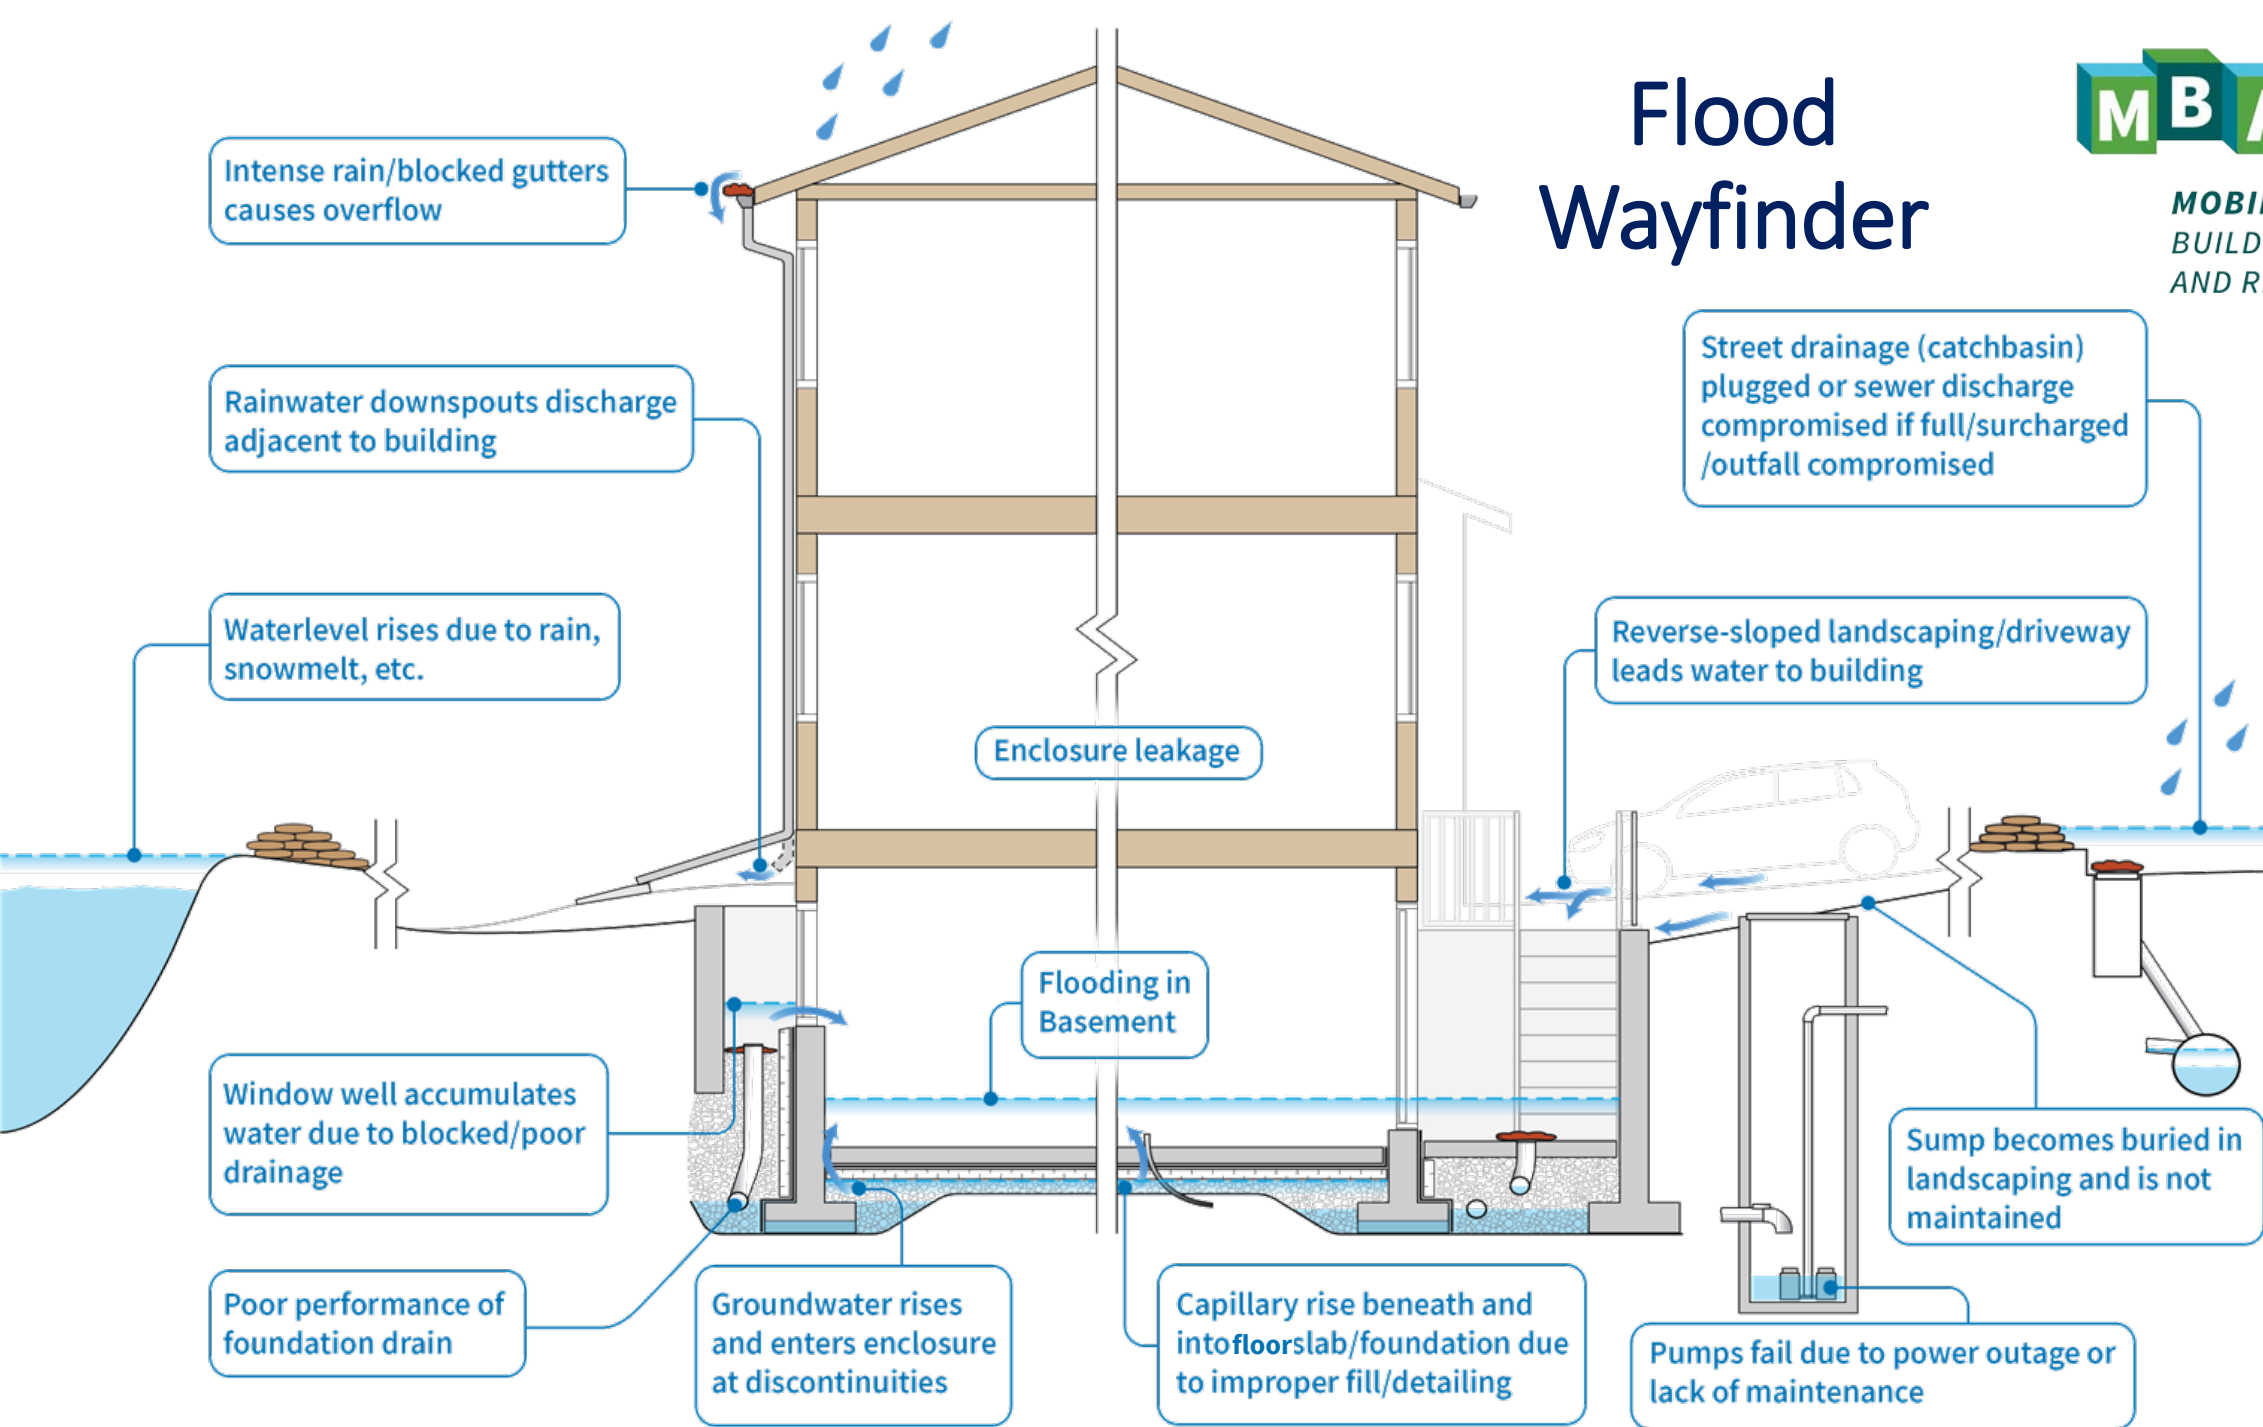 Flood
Wayfinder
MB
Intense rain/blocked gutters
causes overflow
Rainwater downspouts discharge
adjacent to building
Street drainage (catchbasin)
plugged or sewer discharge
compromised if full/surcharged
/outfall compromised
Waterlevel rises due to rain,
snowmelt, etc.
Reverse-sloped landscaping/driveway
leads water to building
Enclosure leakage
Flooding in
Basement
Window well accumulates
water due to blocked/poor
drainage
Sump becomes buried in
landscaping and is not
maintained
Poor performance of
foundation drain
Groundwater rises
and enters enclosure
at discontinuities
Capillary rise beneath and
into floor slab/foundation due
to improper fill/detailing
Pumps fail due to power outage or
lack of maintenance
BUILD
AND R